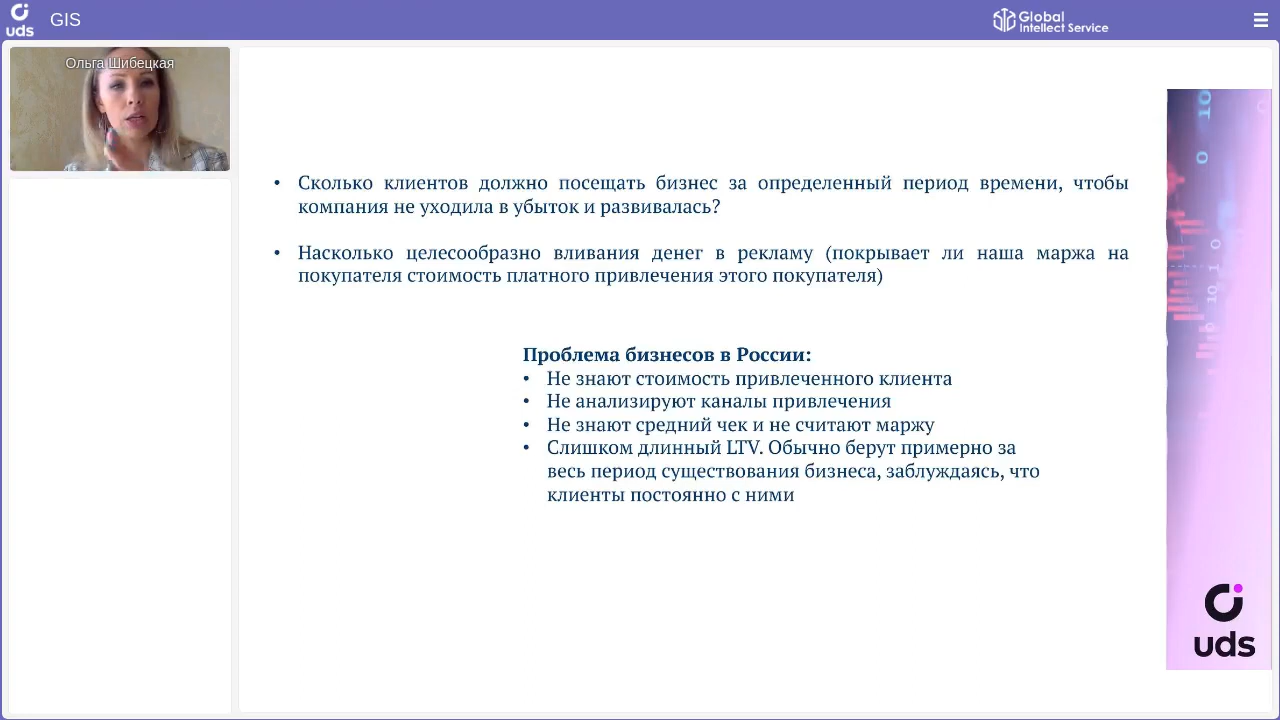 uds
GIS
Global
Intellect Service
Ольга Шибецкая
• Сколько клиентов должно посещать бизнес за определенный период времени, чтобы
компания не уходила в убыток и развивалась?
• Насколько целесообразно вливания денег в рекламу (покрывает ли наша маржа на
покупателя стоимость платного привлечения этого покупателя)
Проблема бизнесов в России:
• Не знают стоимость привлеченного клиента
• Не анализируют каналы привлечения
• Не знают средний чек и не считают маржу
• Слишком длинный LTV. Обычно берут примерно за
весь период существования бизнеса, заблуждаясь, что
клиенты постоянно с ними
uds